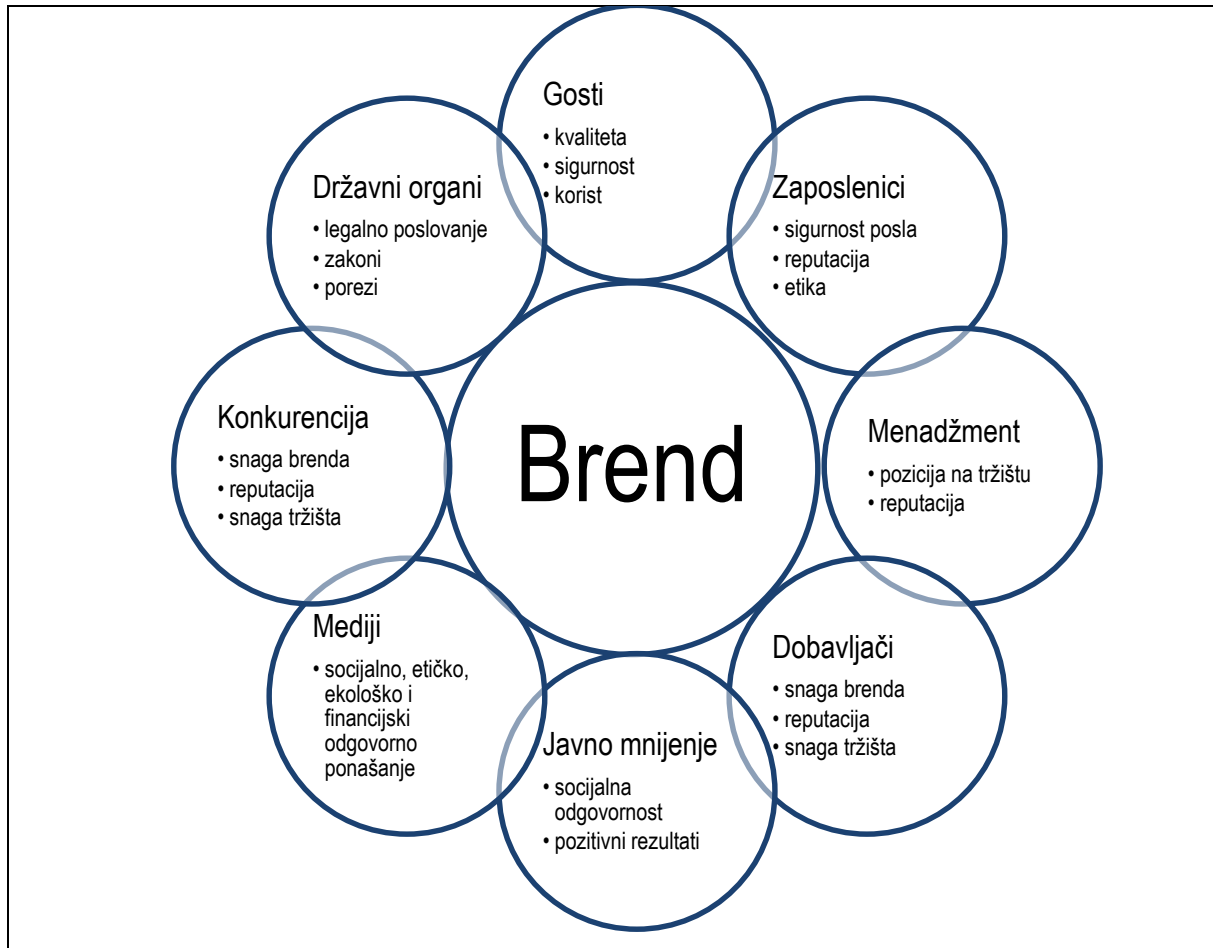 Gosti
• kvaliteta
• sigurnost
• korist
Zaposlenici
• sigurnost posla
• reputacija
• etika
Menadžment
• pozicija na tržištu
• reputacija
Dobavljači
• snaga brenda
• reputacija
• snaga tržišta
Javno mnijenje
• socijalna
odgovornost
• pozitivni rezultati
Mediji
• socijalno, etičko,
ekološko i
financijski
odgovorno
ponašanje
Konkurencija
• snaga brenda
• reputacija
• snaga tržišta
Državni organi
• legalno poslovanje
• zakoni
• porezi
Brend